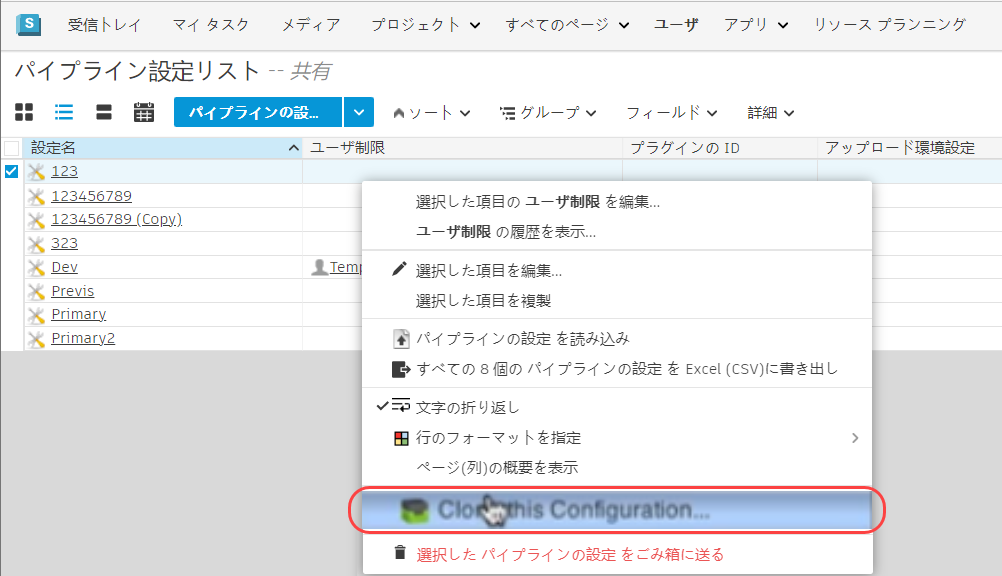 S 受信トレイ マイ タスク メディア プロジェクト すべてのページ ユーザ アプリ リソース プランニング
パイプライン設定リスト -- 共有
パイプラインの設... ソート グループ フィールド 詳細
設定名 ユーザ制限 プラグインの ID アップロード環境設定
123
123456789
123456789 (Copy)
323
Dev Temp
Previs
Primary
Primary2
選択した項目の ユーザ制限 を編集...
ユーザ制限 の履歴を表示...
選択した項目を編集...
選択した項目を複製
パイプラインの設定 を読み込み
すべての 8 個の パイプラインの設定 を Excel (CSV)に書き出し
文字の折り返し
行のフォーマットを指定
ページ(列)の概要を表示
Clone this Configuration...
選択した パイプラインの設定 をごみ箱に送る